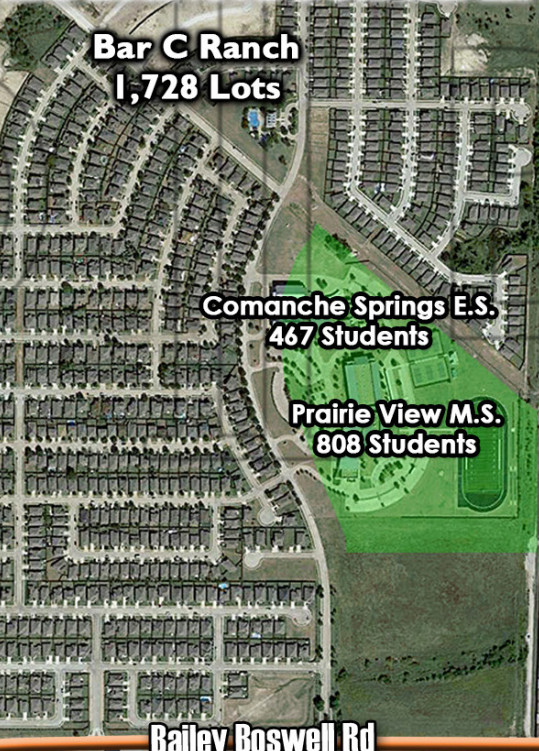 Bar C Ranch
1,728 Lots
Comanche Springs E.S.
467 Students
Prairie View M.S.
808 Students
Bailey Boswell Rd